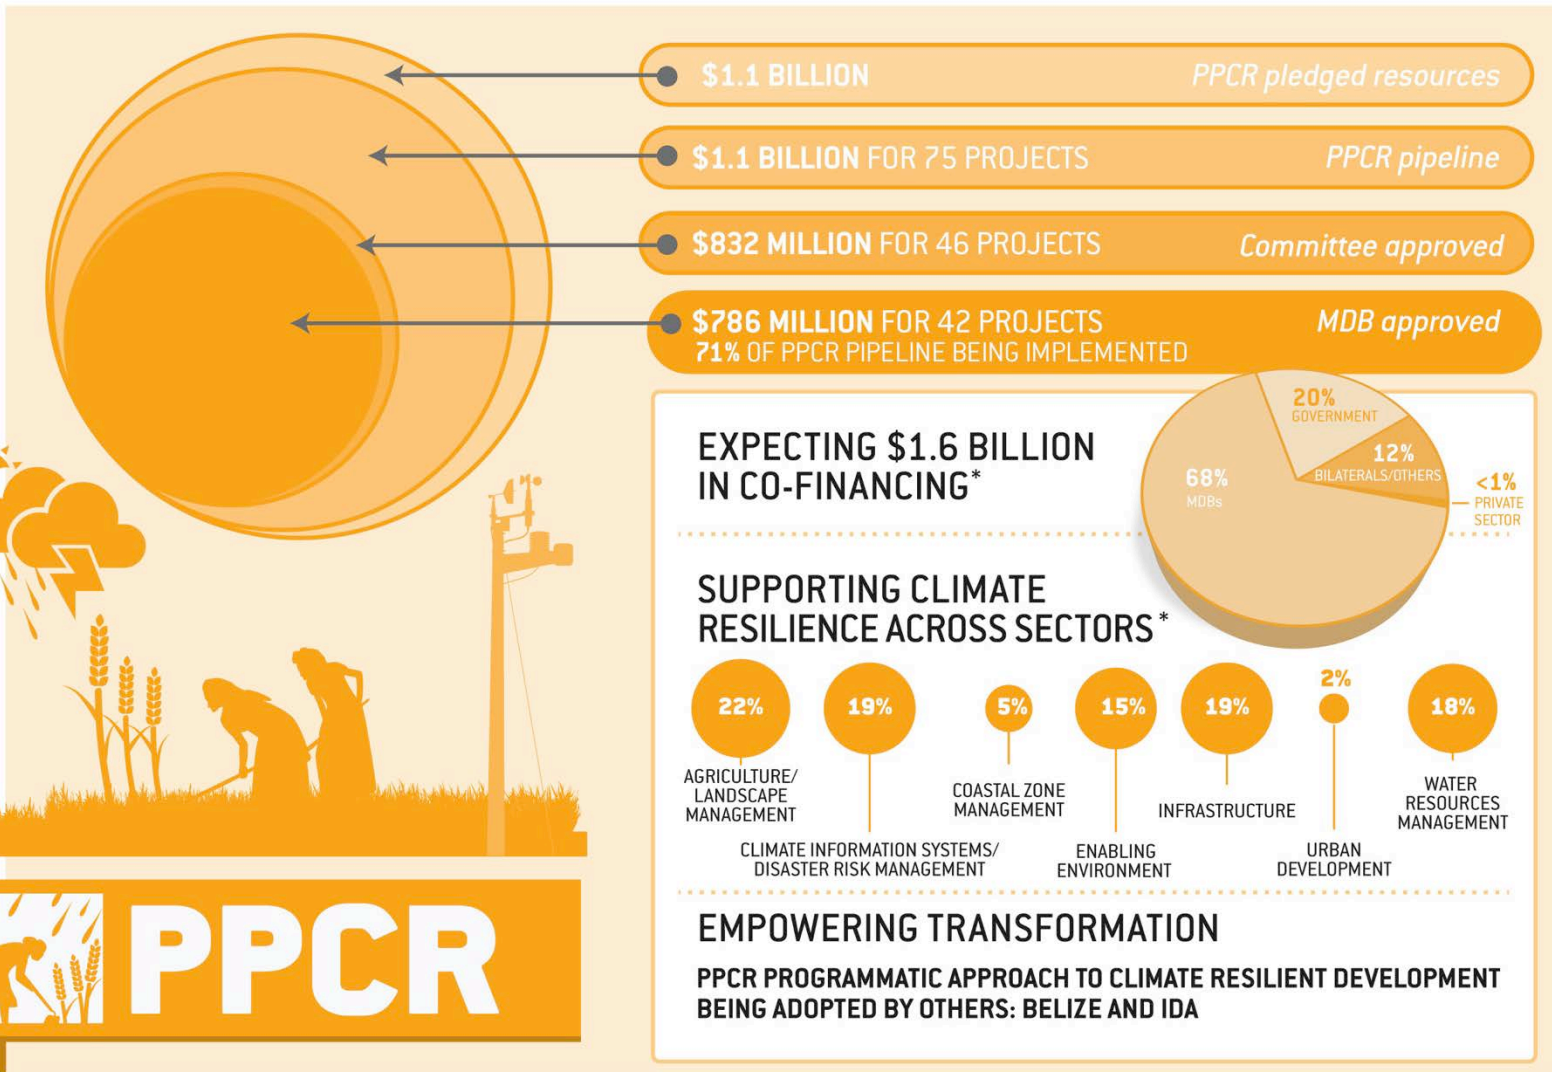 $1.1 BILLION PPCR pledged resources
$1.1 BILLION FOR 75 PROJECTS PPCR pipeline
$832 MILLION FOR 46 PROJECTS Committee approved
$786 MILLION FOR 42 PROJECTS MDB approved
71% OF PPCR PIPELINE BEING IMPLEMENTED
EXPECTING $1.6 BILLION
IN CO-FINANCING*
20%
GOVERNMENT
12%
BILATERALS/OTHERS
68%
MDBs
<1%
PRIVATE
SECTOR
SUPPORTING CLIMATE
RESILIENCE ACROSS SECTORS*
22%
AGRICULTURE/
LANDSCAPE
MANAGEMENT
19%
CLIMATE INFORMATION SYSTEMS/
DISASTER RISK MANAGEMENT
5%
COASTAL ZONE
MANAGEMENT
15%
ENABLING
ENVIRONMENT
19%
INFRASTRUCTURE
2%
URBAN
DEVELOPMENT
18%
WATER
RESOURCES
MANAGEMENT
EMPOWERING TRANSFORMATION
PPCR PROGRAMMATIC APPROACH TO CLIMATE RESILIENT DEVELOPMENT
BEING ADOPTED BY OTHERS: BELIZE AND IDA
PPCR